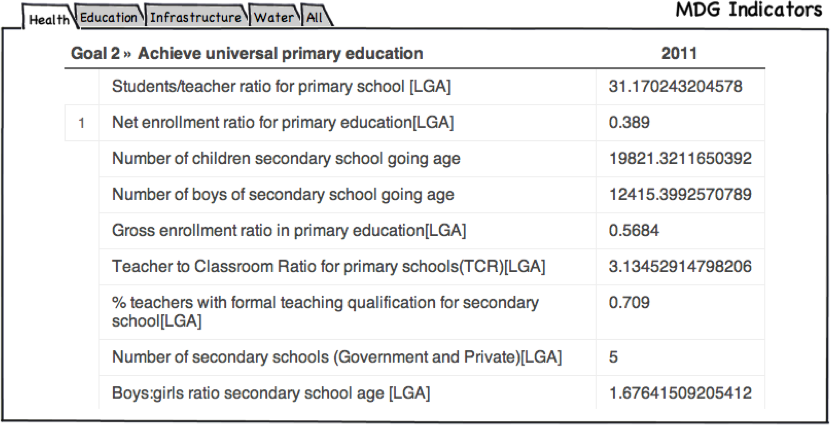 MDG Indicators
Health Education Infrastructure Water All
Goal 2 » Achieve universal primary education 2011
Students/teacher ratio for primary school [LGA] 31.170243204578
1 Net enrollment ratio for primary education[LGA] 0.389
Number of children secondary school going age 19821.3211650392
Number of boys of secondary school going age 12415.3992570789
Gross enrollment ratio in primary education[LGA] 0.5684
Teacher to Classroom Ratio for primary schools(TCR)[LGA] 3.13452914798206
% teachers with formal teaching qualification for secondary 0.709
school[LGA]
Number of secondary schools (Government and Private)[LGA] 5
Boys:girls ratio secondary school age [LGA] 1.67641509205412